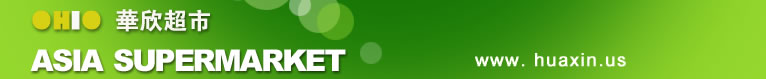 OHIO 華欣超市
ASIA SUPERMARKET
www. huaxin.us